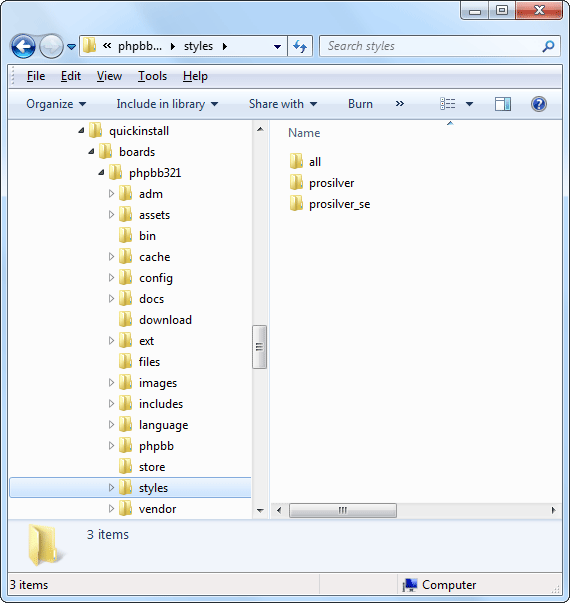 « phpbb... styles
Search styles
File Edit View Tools Help
Organize Include in library Share with Burn »
quickinstall
boards
phpbb321
adm
assets
bin
cache
config
docs
download
ext
files
images
includes
language
phpbb
store
styles
vendor
Name
all
prosilver
prosilver_se
3 items
3 items Computer